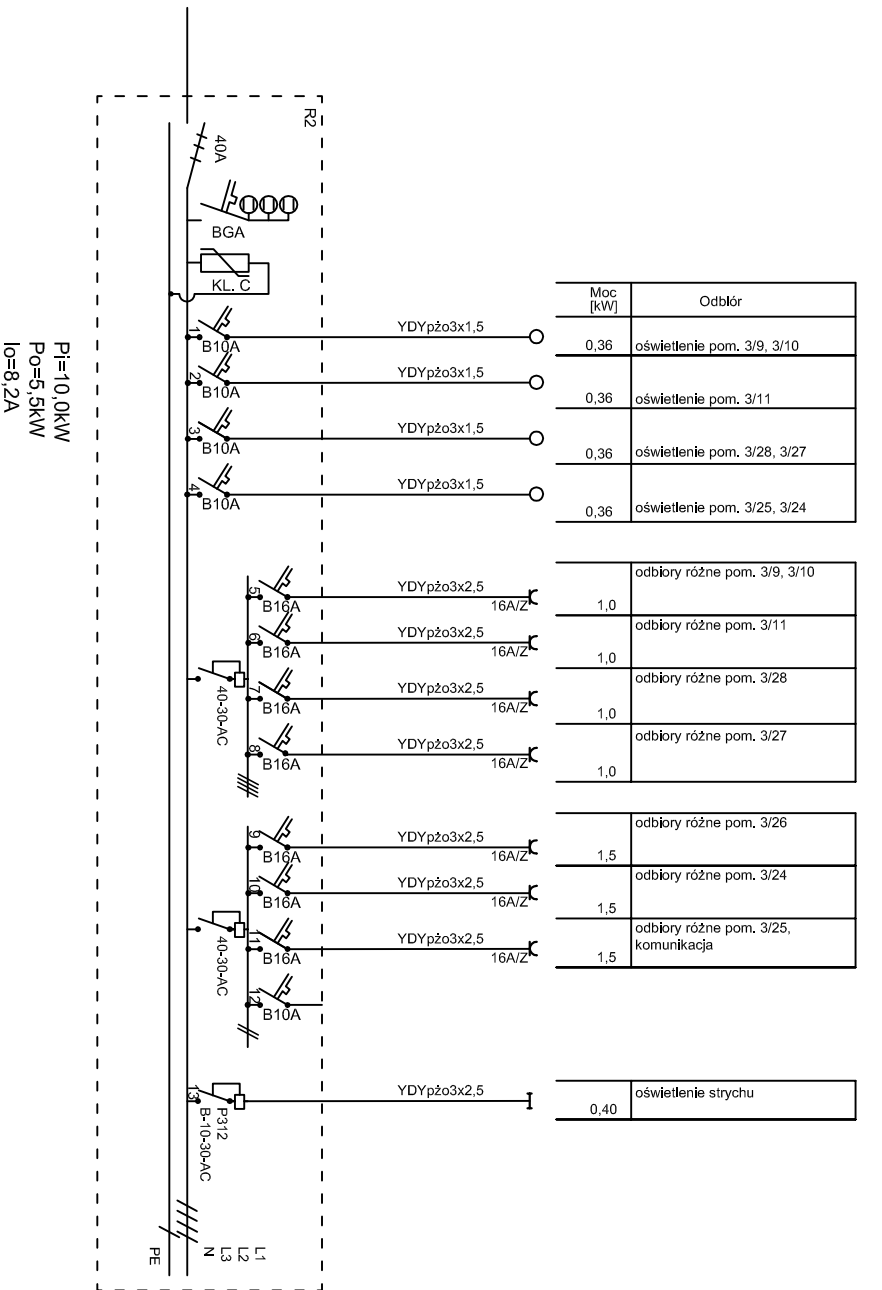 R2
40A
BGA
KL. C
Moc
[kW]
Odbiór
1
B10A
YDYpżo3x1,5
0,36
oświetlenie pom. 3/9, 3/10
2
B10A
YDYpżo3x1,5
0,36
oświetlenie pom. 3/11
3
B10A
YDYpżo3x1,5
0,36
oświetlenie pom. 3/28, 3/27
4
B10A
YDYpżo3x1,5
0,36
oświetlenie pom. 3/25, 3/24
Pi=10,0kW
Po=5,5kW
Io=8,2A
40-30-AC
5
B16A
YDYpżo3x2,5
16A/Z
1,0
odbiory różne pom. 3/9, 3/10
6
B16A
YDYpżo3x2,5
16A/Z
1,0
odbiory różne pom. 3/11
7
B16A
YDYpżo3x2,5
16A/Z
1,0
odbiory różne pom. 3/28
8
B16A
YDYpżo3x2,5
16A/Z
1,0
odbiory różne pom. 3/27
40-30-AC
9
B16A
YDYpżo3x2,5
16A/Z
1,5
odbiory różne pom. 3/26
10
B16A
YDYpżo3x2,5
16A/Z
1,5
odbiory różne pom. 3/24
11
B16A
YDYpżo3x2,5
16A/Z
1,5
odbiory różne pom. 3/25,
komunikacja
12
B10A
13
P312
B-10-30-AC
YDYpżo3x2,5
0,40
oświetlenie strychu
L1
L2
L3
N
PE